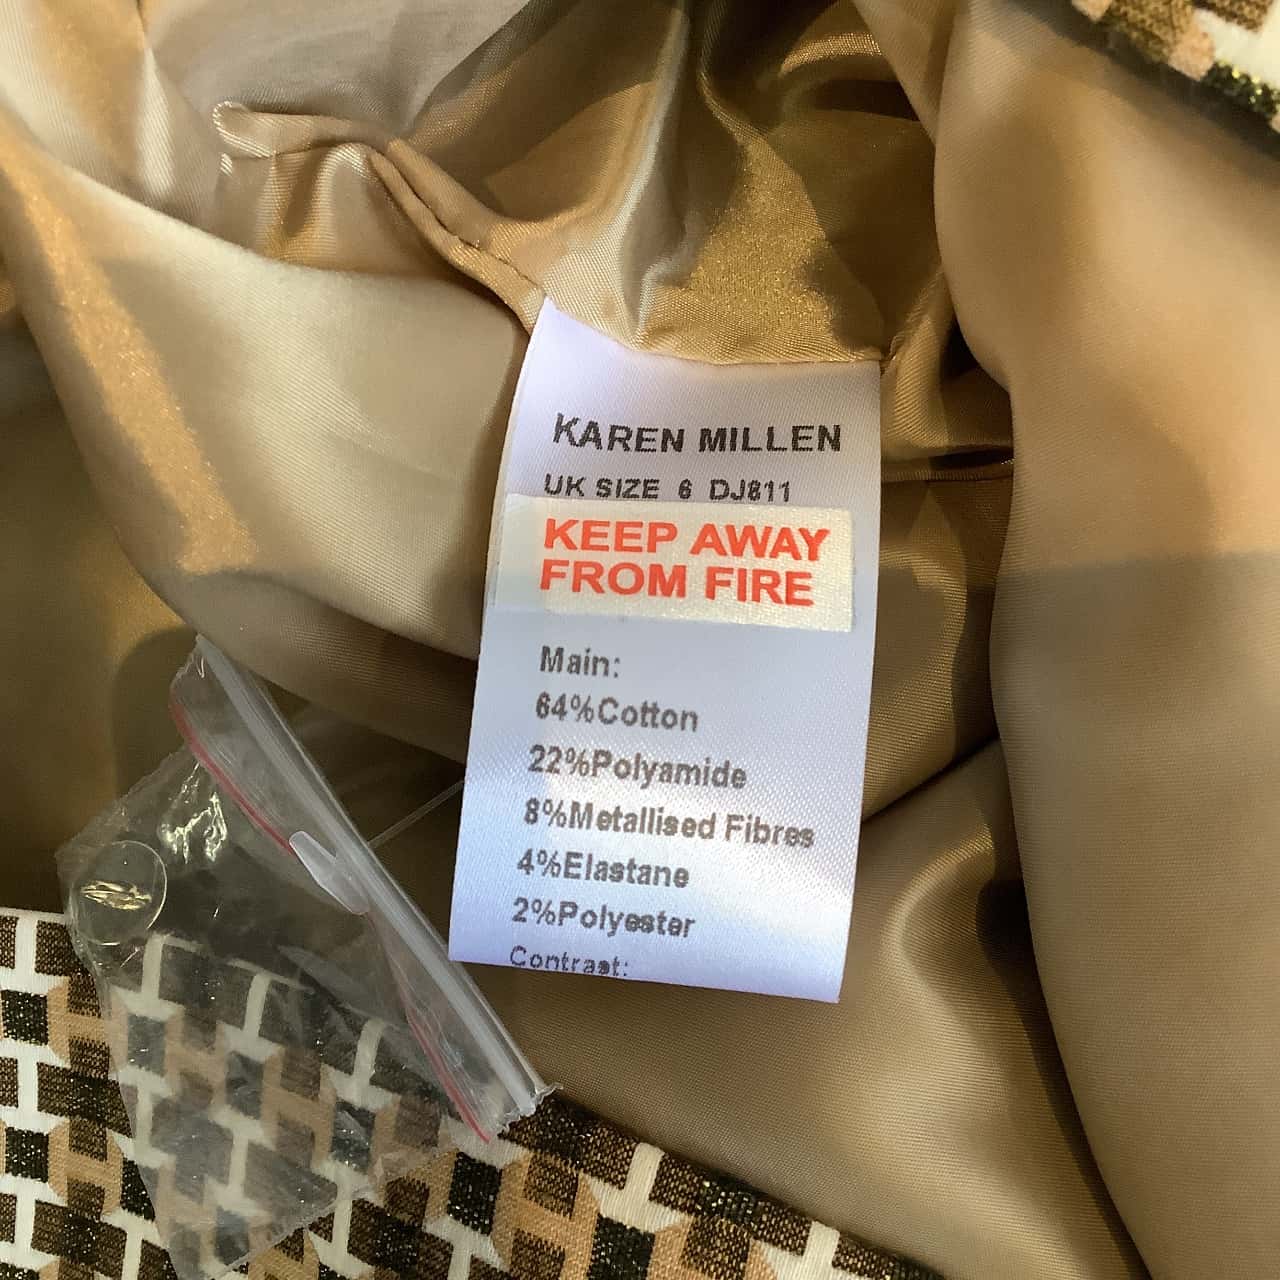 KAREN MILLEN
UK SIZE 6 DJ811
KEEP AWAY
FROM FIRE
Main:
64%Cotton
22%Polyamide
8%Metallised Fibres
4%Elastane
2%Polyester
Contrast: